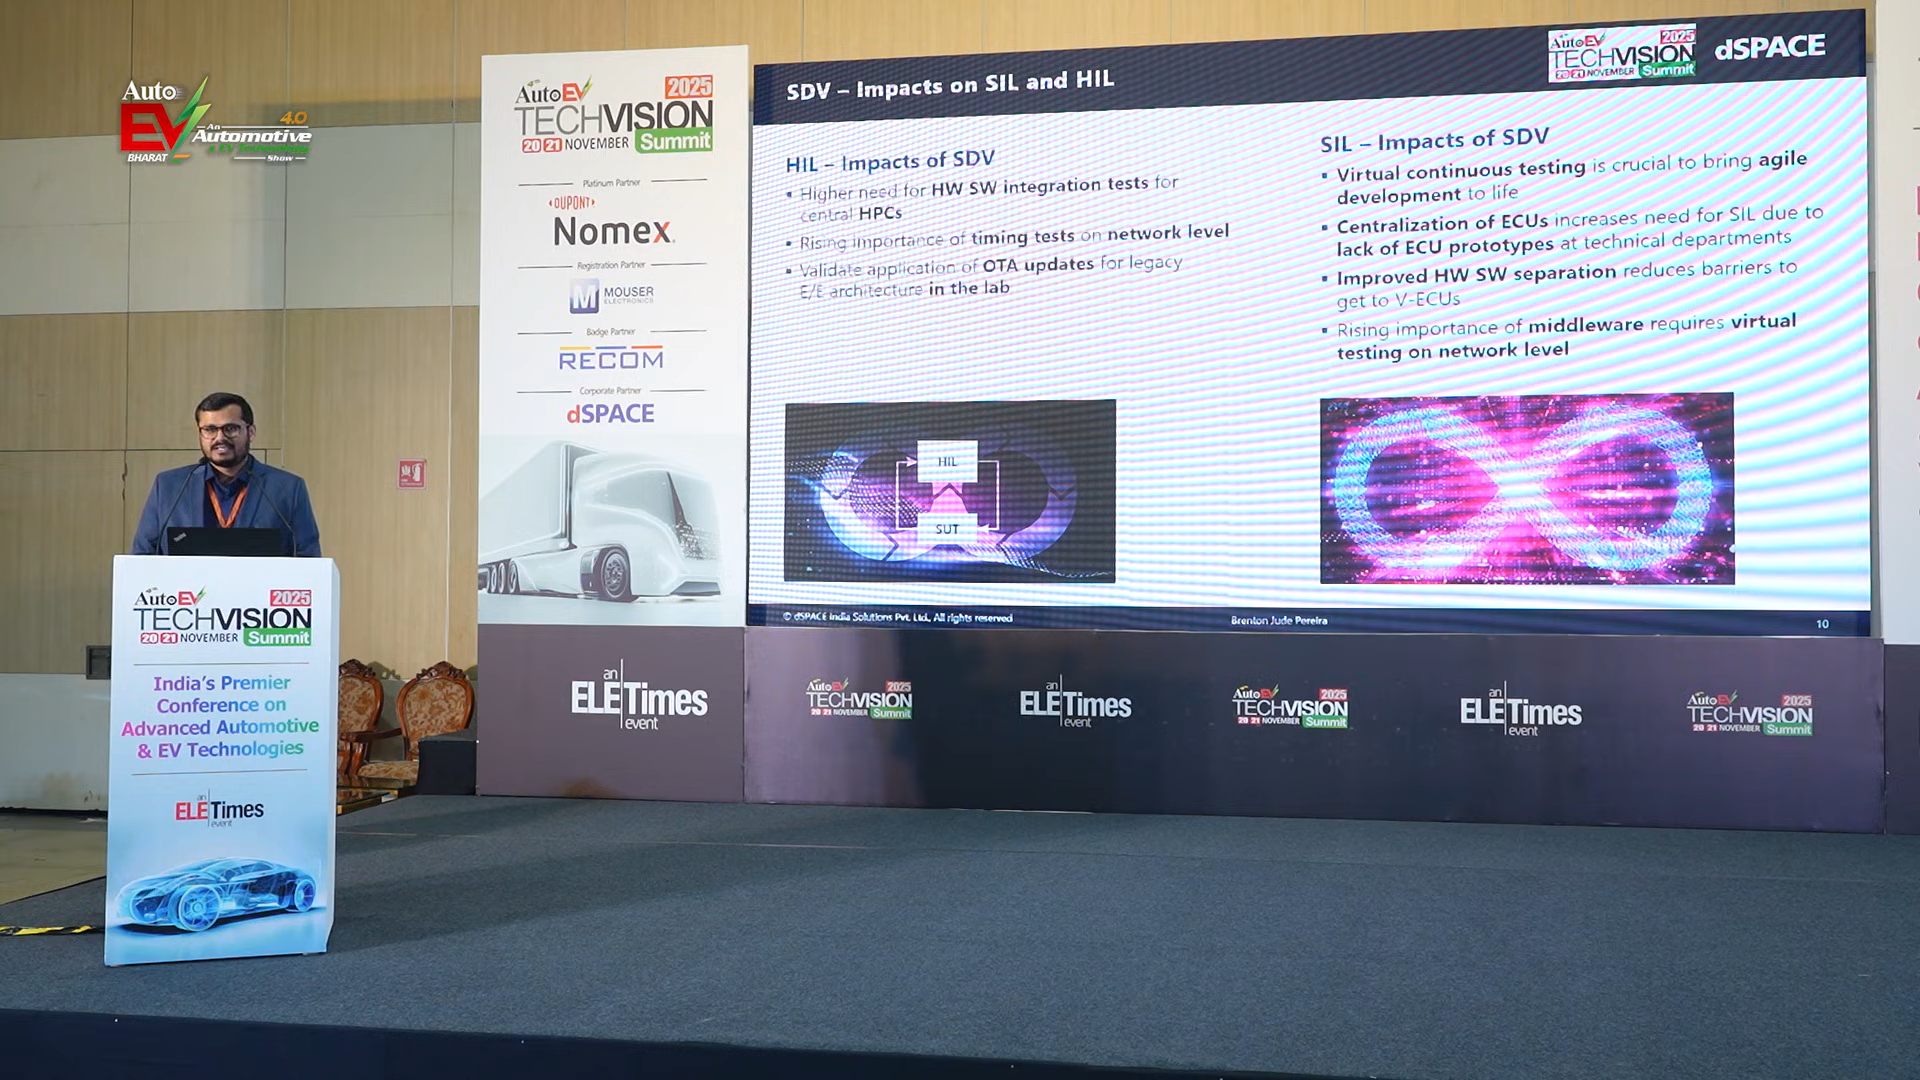 Auto
EV
BHARAT
An
4.0
Automotive
& EV Technology
Show
Auto EV
2025
TECHVISION
20 21 NOVEMBER Summit
Platinum Partner
DUPONT
Nomex.
Registration Partner
M MOUSER
ELECTRONICS
Badge Partner
RECOM
Corporate Partner
dSPACE
an
ELETimes
event
SDV – Impacts on SIL and HIL
Auto EV 2025
TECHVISION
20 21 NOVEMBER Summit
dSPACE
HIL – Impacts of SDV
▪ Higher need for HW SW integration tests for
central HPCs
▪ Rising importance of timing tests on network level
▪ Validate application of OTA updates for legacy
E/E architecture in the lab
HIL
SUT
SIL – Impacts of SDV
▪ Virtual continuous testing is crucial to bring agile
development to life
▪ Centralization of ECUs increases need for SIL due to
lack of ECU prototypes at technical departments
▪ Improved HW SW separation reduces barriers to
get to V-ECUs
▪ Rising importance of middleware requires virtual
testing on network level
© dSPACE India Solutions Pvt. Ltd., All rights reserved
Brenton Jude Pereira
10
Auto EV 2025
TECHVISION
20 21 NOVEMBER Summit
an
ELETimes
event
Auto EV 2025
TECHVISION
20 21 NOVEMBER Summit
an
ELETimes
event
Auto EV 2025
TECHVISION
20 21 NOVEMBER Summit
Auto EV 2025
TECHVISION
20 21 NOVEMBER Summit
India's Premier
Conference on
Advanced Automotive
& EV Technologies
an
ELETimes
event